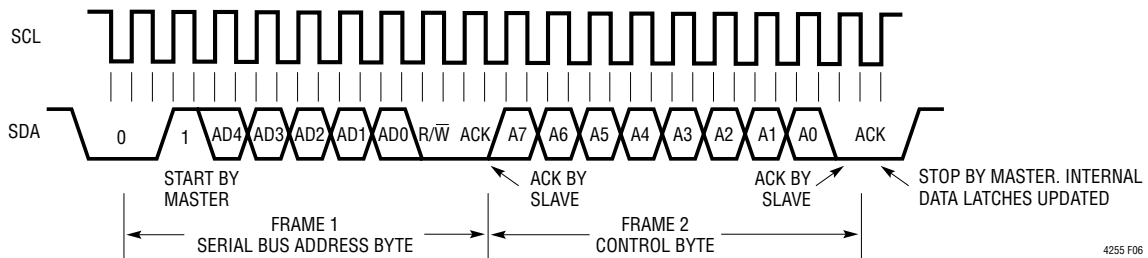 SCL
SDA 0 1 AD4 AD3 AD2 AD1 AD0 R/W̅ ACK A7 A6 A5 A4 A3 A2 A1 A0 ACK
START BY
MASTER
ACK BY
SLAVE
ACK BY
SLAVE
STOP BY MASTER. INTERNAL
DATA LATCHES UPDATED
FRAME 1
SERIAL BUS ADDRESS BYTE
FRAME 2
CONTROL BYTE
4255 F06